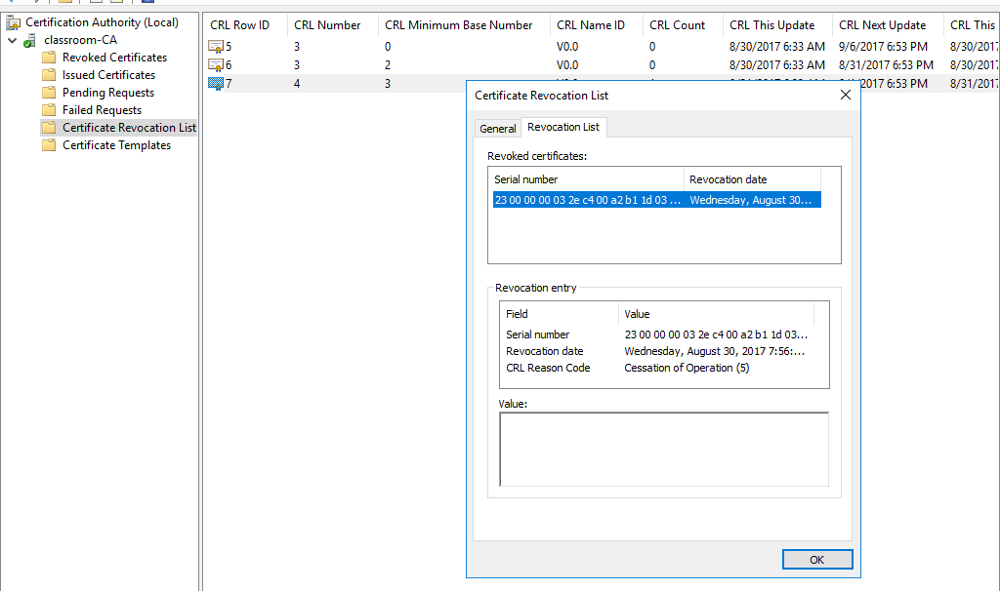 Certification Authority (Local)
classroom-CA
Revoked Certificates
Issued Certificates
Pending Requests
Failed Requests
Certificate Revocation List
Certificate Templates
CRL Row ID CRL Number CRL Minimum Base Number CRL Name ID CRL Count CRL This Update CRL Next Update CRL This
5 3 0 V0.0 0 8/30/2017 6:33 AM 9/6/2017 6:53 PM 8/30/2017
6 3 2 V0.0 0 8/30/2017 6:33 AM 8/31/2017 6:53 PM 8/30/2017
7 4 3 2017 6:53 PM 8/31/2017
Certificate Revocation List
General Revocation List
Revoked certificates:
Serial number Revocation date
23 00 00 00 03 2e c4 00 a2 b1 1d 03 ... Wednesday, August 30...
Revocation entry
Field Value
Serial number 23 00 00 00 03 2e c4 00 a2 b1 1d 03...
Revocation date Wednesday, August 30, 2017 7:56:...
CRL Reason Code Cessation of Operation (5)
Value:
OK